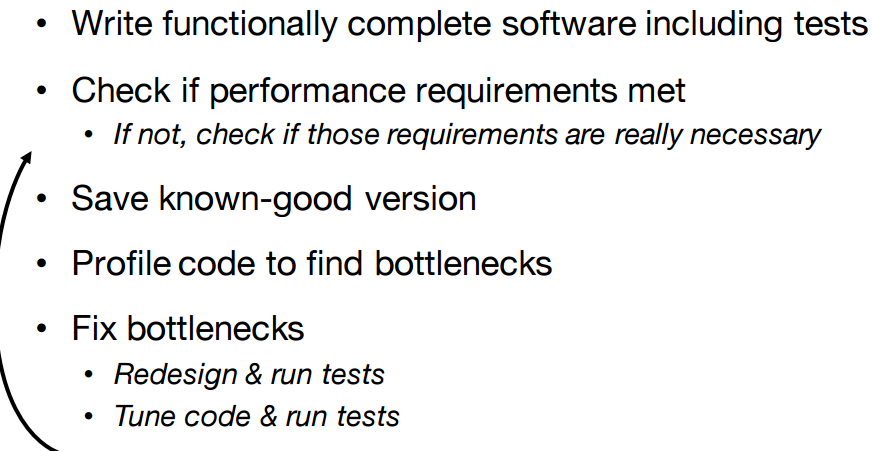 • Write functionally complete software including tests
• Check if performance requirements met
• If not, check if those requirements are really necessary
• Save known-good version
• Profile code to find bottlenecks
• Fix bottlenecks
• Redesign & run tests
• Tune code & run tests